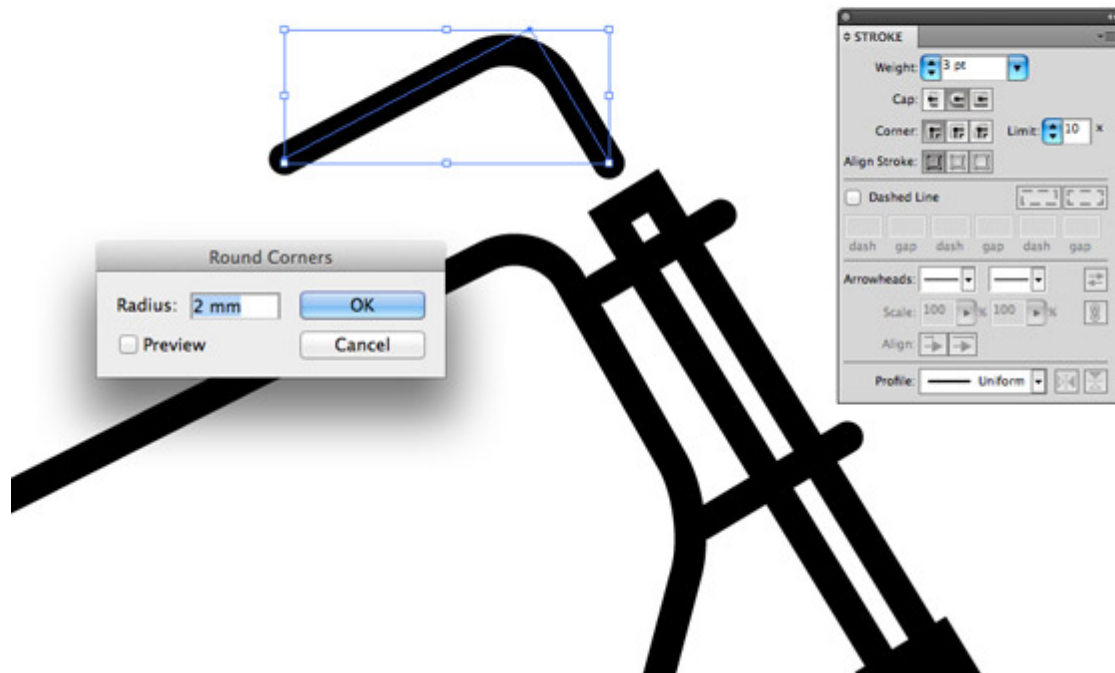 Round Corners
Radius: 2 mm
OK
Preview
Cancel
STROKE
Weight: 3 pt
Cap:
Corner: Limit: 10 x
Align Stroke:
Dashed Line
dash gap dash gap dash gap
Arrowheads:
Scale: 100 % 100 %
Align:
Profile: Uniform